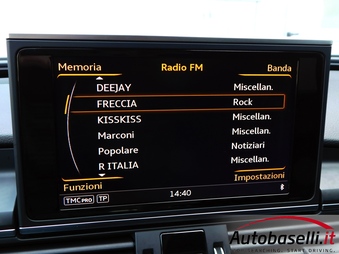 Memoria Radio FM Banda
DEEJAY Miscellan.
FRECCIA Rock
KISSKISS Miscellan.
Marconi Miscellan.
Popolare Notiziari
R ITALIA Miscellan.
Funzioni Impostazioni
TMC PRO TP 14:40
Autobaselli.it